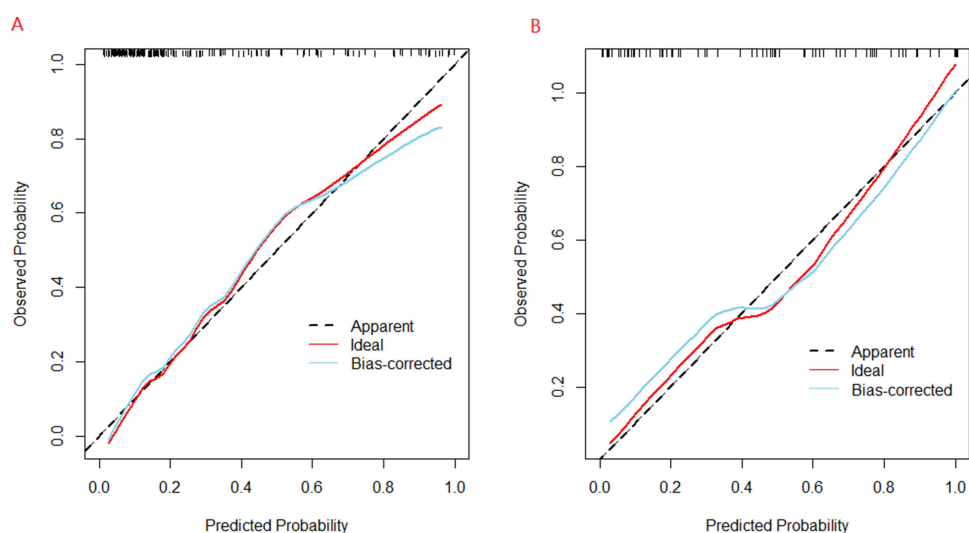 A
1.0
0.8
0.6
0.4
0.2
0.0
Observed Probability
Apparent
Ideal
Bias-corrected
0.0 0.2 0.4 0.6 0.8 1.0
Predicted Probability
B
1.0
0.8
0.6
0.4
0.2
Observed Probability
Apparent
Ideal
Bias-corrected
0.0 0.2 0.4 0.6 0.8 1.0
Predicted Probability